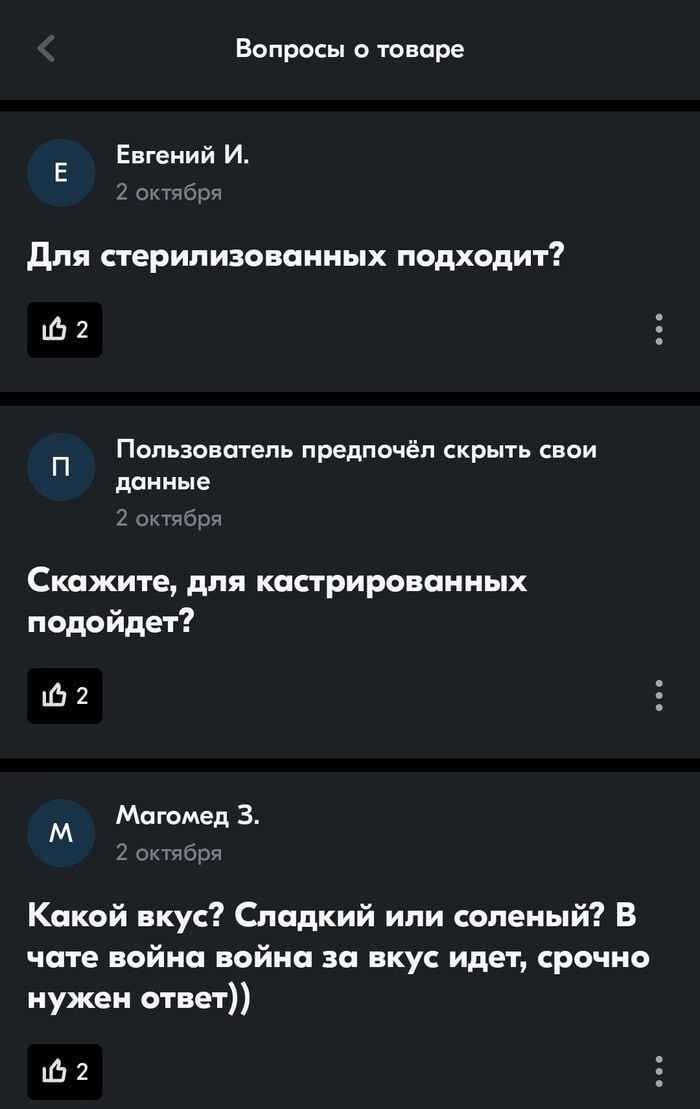 Вопросы о товаре
Е
Евгений И.
2 октября
Для стерилизованных подходит?
2
П
Пользователь предпочёл скрыть свои
данные
2 октября
Скажите, для кастрированных
подойдет?
2
М
Магомед З.
2 октября
Какой вкус? Сладкий или соленый? В
чате война война за вкус идет, срочно
нужен ответ))
2